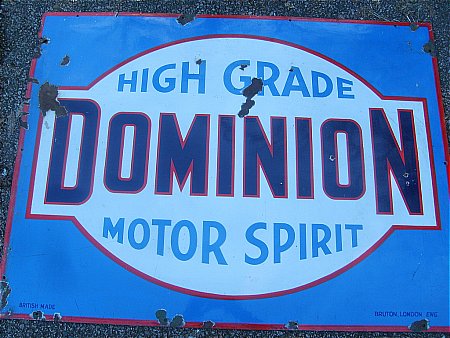 HIGH GRADE
DOMINION
MOTOR SPIRIT
BRITISH MADE
BRUTON, LONDON ENG.